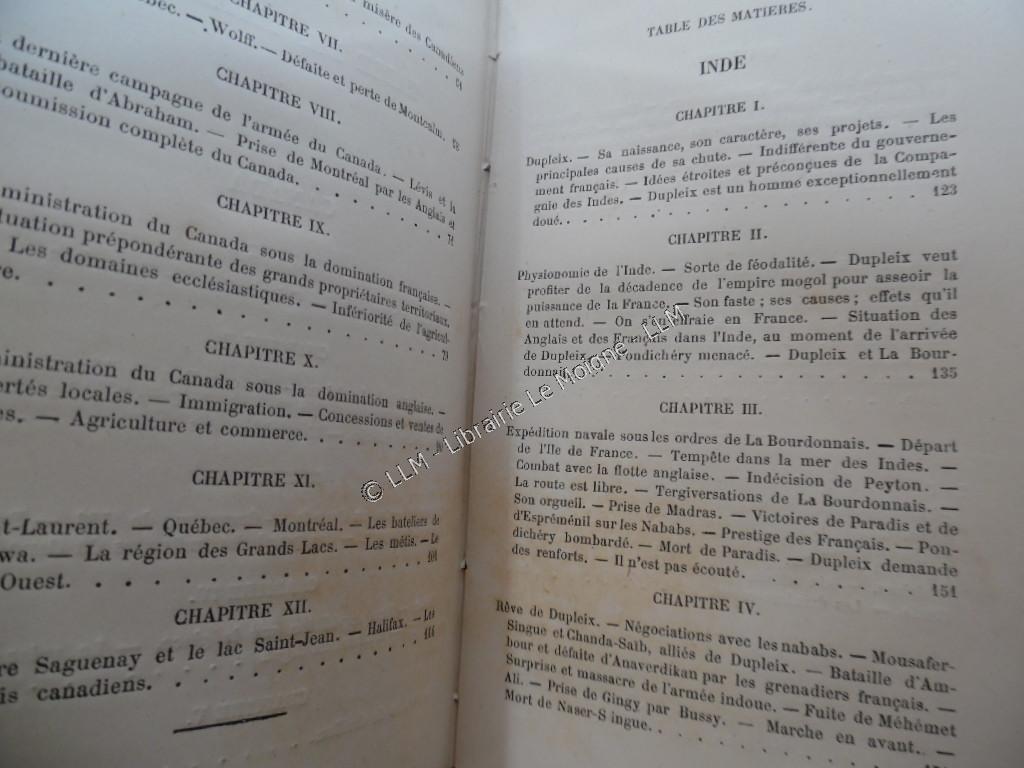 misère des Canadiens
64
CHAPITRE VII.
bec. — Wolff. — Défaite et perte de Montcalm. 68
CHAPITRE VIII.
dernière campagne de l'armée du Canada. — Lévis et la
bataille d'Abraham. — Prise de Montréal par les Anglais et
soumission complète du Canada. . . . . . . . .
CHAPITRE IX.
ministration du Canada sous la domination française. —
tuation prépondérante des grands propriétaires territoriaux.
Les domaines ecclésiastiques. — Infériorité de l'agricul-
re. . . . . . . . . . . . . . 79
CHAPITRE X.
ministration du Canada sous la domination anglaise. —
ertés locales. — Immigration. — Concessions et ventes de
es. — Agriculture et commerce. . . . . . .
CHAPITRE XI.
t-Laurent. — Québec. — Montréal. — Les bateliers de
wa. — La région des Grands Lacs. — Les métis. — Le
Ouest. . . . . . . . . . . . . 101
CHAPITRE XII.
re Saguenay et le lac Saint-Jean. — Halifax. — Les
is canadiens. . . . . . . . . . . 111
TABLE DES MATIÈRES.
INDE
CHAPITRE I.
Dupleix. — Sa naissance, son caractère, ses projets. — Les
principales causes de sa chute. — Indifférence du gouverne-
ment français. — Idées étroites et préconçues de la Compa-
gnie des Indes. — Dupleix est un homme exceptionnellement
doué. . . . . . . . . . . . . . 123
CHAPITRE II.
Physionomie de l'Inde. — Sorte de féodalité. — Dupleix veut
profiter de la décadence de l'empire mogol pour asseoir la
puissance de la France. — Son faste ; ses causes ; effets qu'il
en attend. — On s'en effraie en France. — Situation des
Anglais et des Français dans l'Inde, au moment de l'arrivée
de Dupleix. — Pondichéry menacé. — Dupleix et La Bour-
donnais. . . . . . . . . . . . . 135
CHAPITRE III.
Expédition navale sous les ordres de La Bourdonnais. — Départ
de l'Ile de France. — Tempête dans la mer des Indes. —
Combat avec la flotte anglaise. — Indécision de Peyton. —
La route est libre. — Tergiversations de La Bourdonnais. —
Son orgueil. — Prise de Madras. — Victoires de Paradis et de
d'Espréménil sur les Nababs. — Prestige des Français. — Pon-
dichéry bombardé. — Mort de Paradis. — Dupleix demande
des renforts. — Il n'est pas écouté. . . . . . . 151
CHAPITRE IV.
Rêve de Dupleix. — Négociations avec les nababs. — Mousafer-
Singue et Chanda-Saïb, alliés de Dupleix. — Bataille d'Am-
bour et défaite d'Anaverdikan par les grenadiers français. —
Surprise et massacre de l'armée indoue. — Fuite de Méhémet
Ali. — Prise de Gingy par Bussy. — Marche en avant. —
Mort de Naser-Singue. . . . . . . . . .
© LLM - Librairie Le Moigne LLM